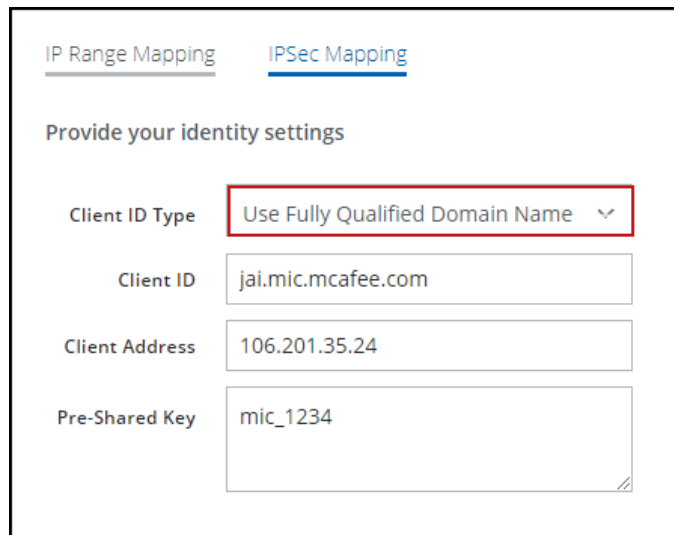 IP Range Mapping IPSec Mapping
Provide your identity settings
Client ID Type Use Fully Qualified Domain Name
Client ID jai.mic.mcafee.com
Client Address 106.201.35.24
Pre-Shared Key mic_1234